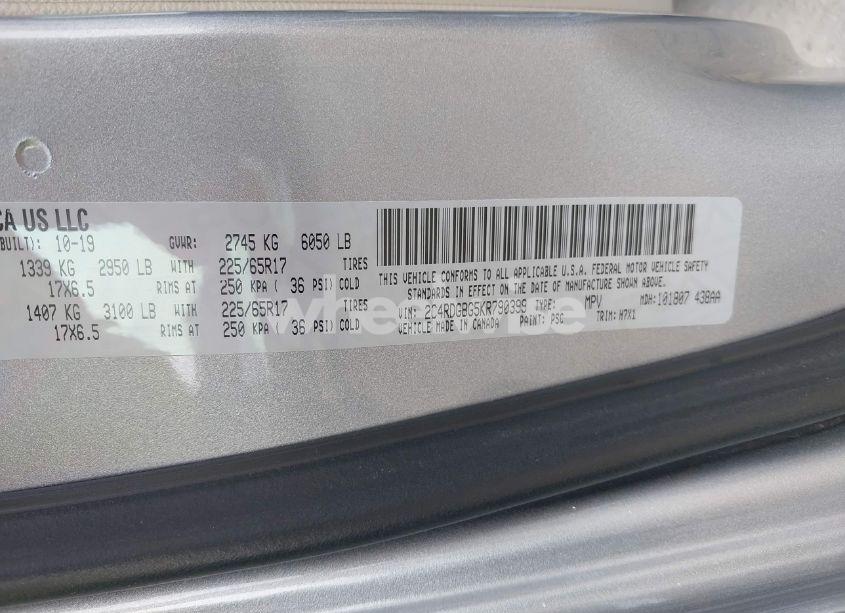 CA US LLC
BUILT): 10-19 GVWR: 2745 KG 6050 LB
1339 KG 2950 LB WITH 225/65R17 TIRES
17X6.5 RIMS AT 250 KPA ( 36 PSI) COLD
1407 KG 3100 LB WITH 225/65R17 TIRES
17X6.5 RIMS AT 250 KPA ( 36 PSI) COLD
THIS VEHICLE CONFORMS TO ALL APPLICABLE U.S.A. FEDERAL MOTOR VEHICLE SAFETY
STANDARDS IN EFFECT ON THE DATE OF MANUFACTURE SHOWN ABOVE.
VIN: 2C4RDGBG5KR790399 TYPE: MPV MDH: 101807 438AA
VEHICLE MADE IN CANADA PAINT: PSC TRIM: H7X1